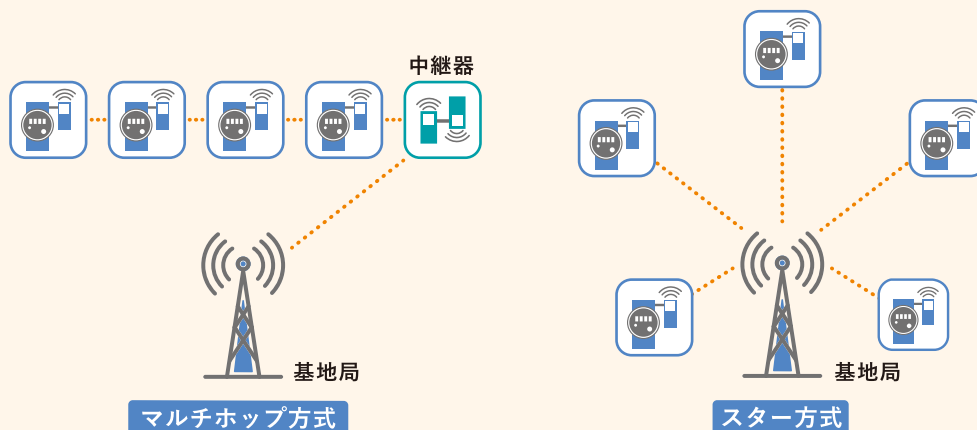 中継器
基地局
マルチホップ方式
基地局
スター方式